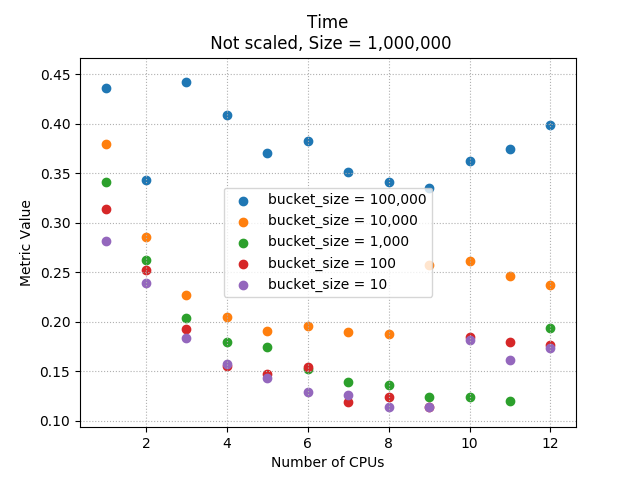 Time
Not scaled, Size = 1,000,000
Metric Value
0.45
0.40
0.35
0.30
0.25
0.20
0.15
0.10
bucket_size = 100,000
bucket_size = 10,000
bucket_size = 1,000
bucket_size = 100
bucket_size = 10
2 4 6 8 10 12
Number of CPUs